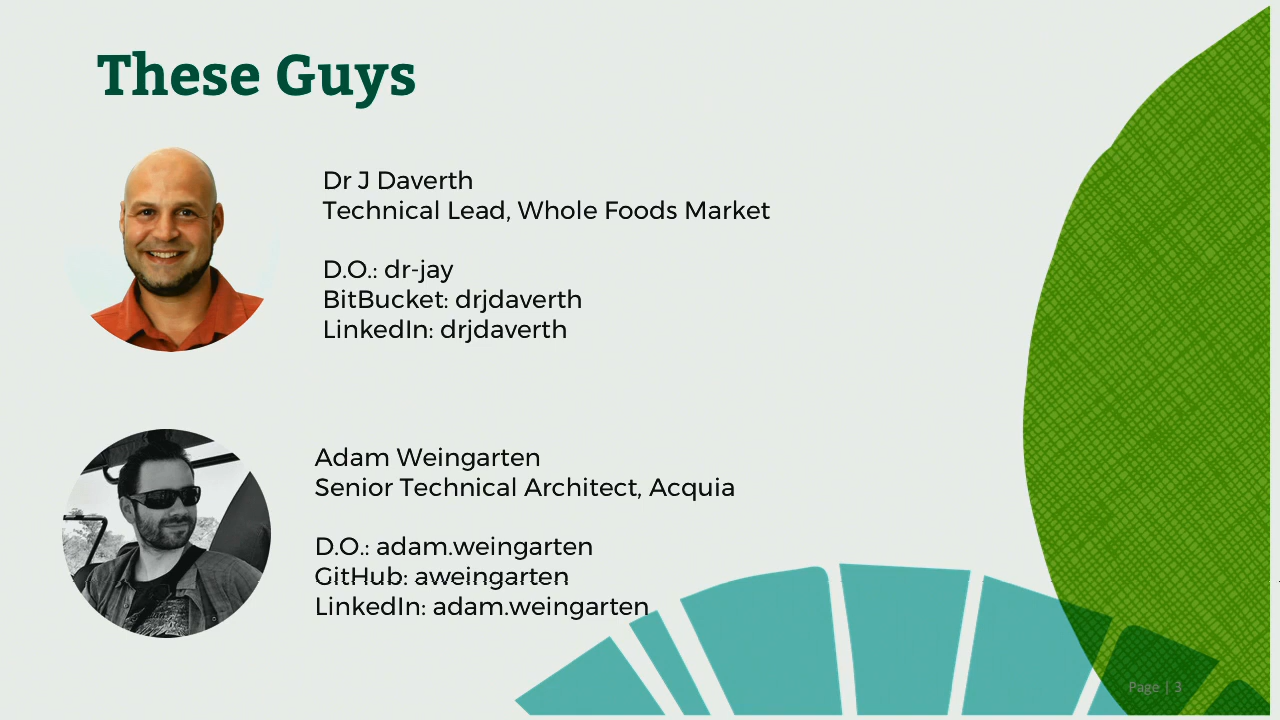 These Guys
Dr J Daverth
Technical Lead, Whole Foods Market
D.O.: dr-jay
BitBucket: drjdaverth
LinkedIn: drjdaverth
Adam Weingarten
Senior Technical Architect, Acquia
D.O.: adam.weingarten
GitHub: aweingarten
LinkedIn: adam.weingarten
Page | 3